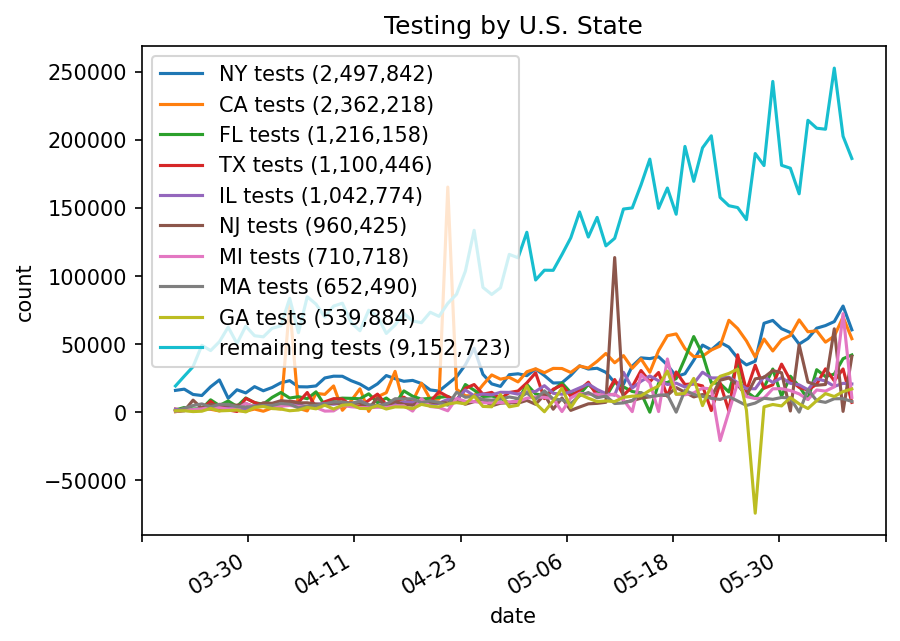 Testing by U.S. State
250000
200000
150000
100000
50000
0
−50000
count
NY tests (2,497,842)
CA tests (2,362,218)
FL tests (1,216,158)
TX tests (1,100,446)
IL tests (1,042,774)
NJ tests (960,425)
MI tests (710,718)
MA tests (652,490)
GA tests (539,884)
remaining tests (9,152,723)
03-30
04-11
04-23
05-06
05-18
05-30
date